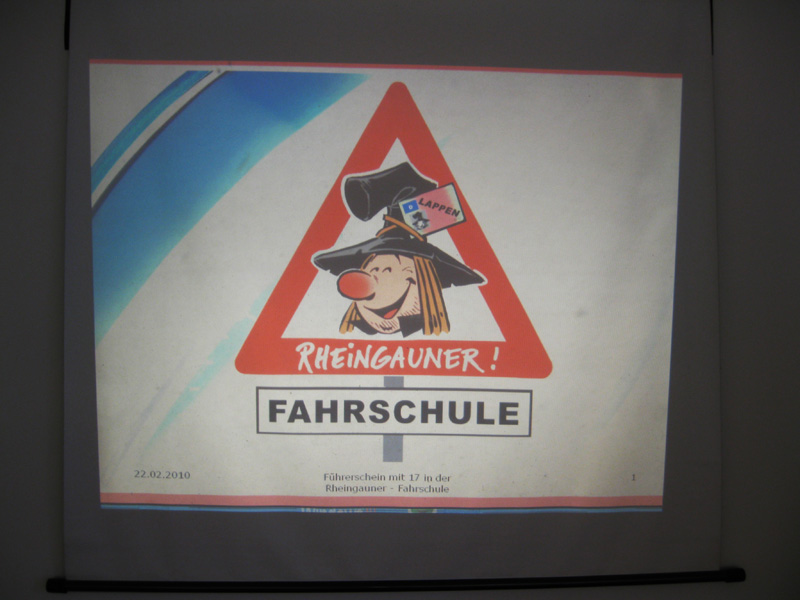 D LAPPEN
RHEiNGAUNER!
FAHRSCHULE
22.02.2010
Führerschein mit 17 in der
Rheingauner - Fahrschule
1